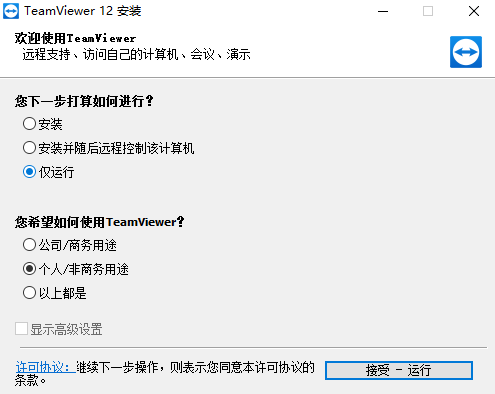 TeamViewer 12 安装
欢迎使用TeamViewer
远程支持、访问自己的计算机、会议、演示
您下一步打算如何进行？
安装
安装并随后远程控制该计算机
仅运行
您希望如何使用TeamViewer?
公司/商务用途
个人/非商务用途
以上都是
显示高级设置
许可协议：继续下一步操作，则表示您同意本许可协议的
条款。
接受 - 运行